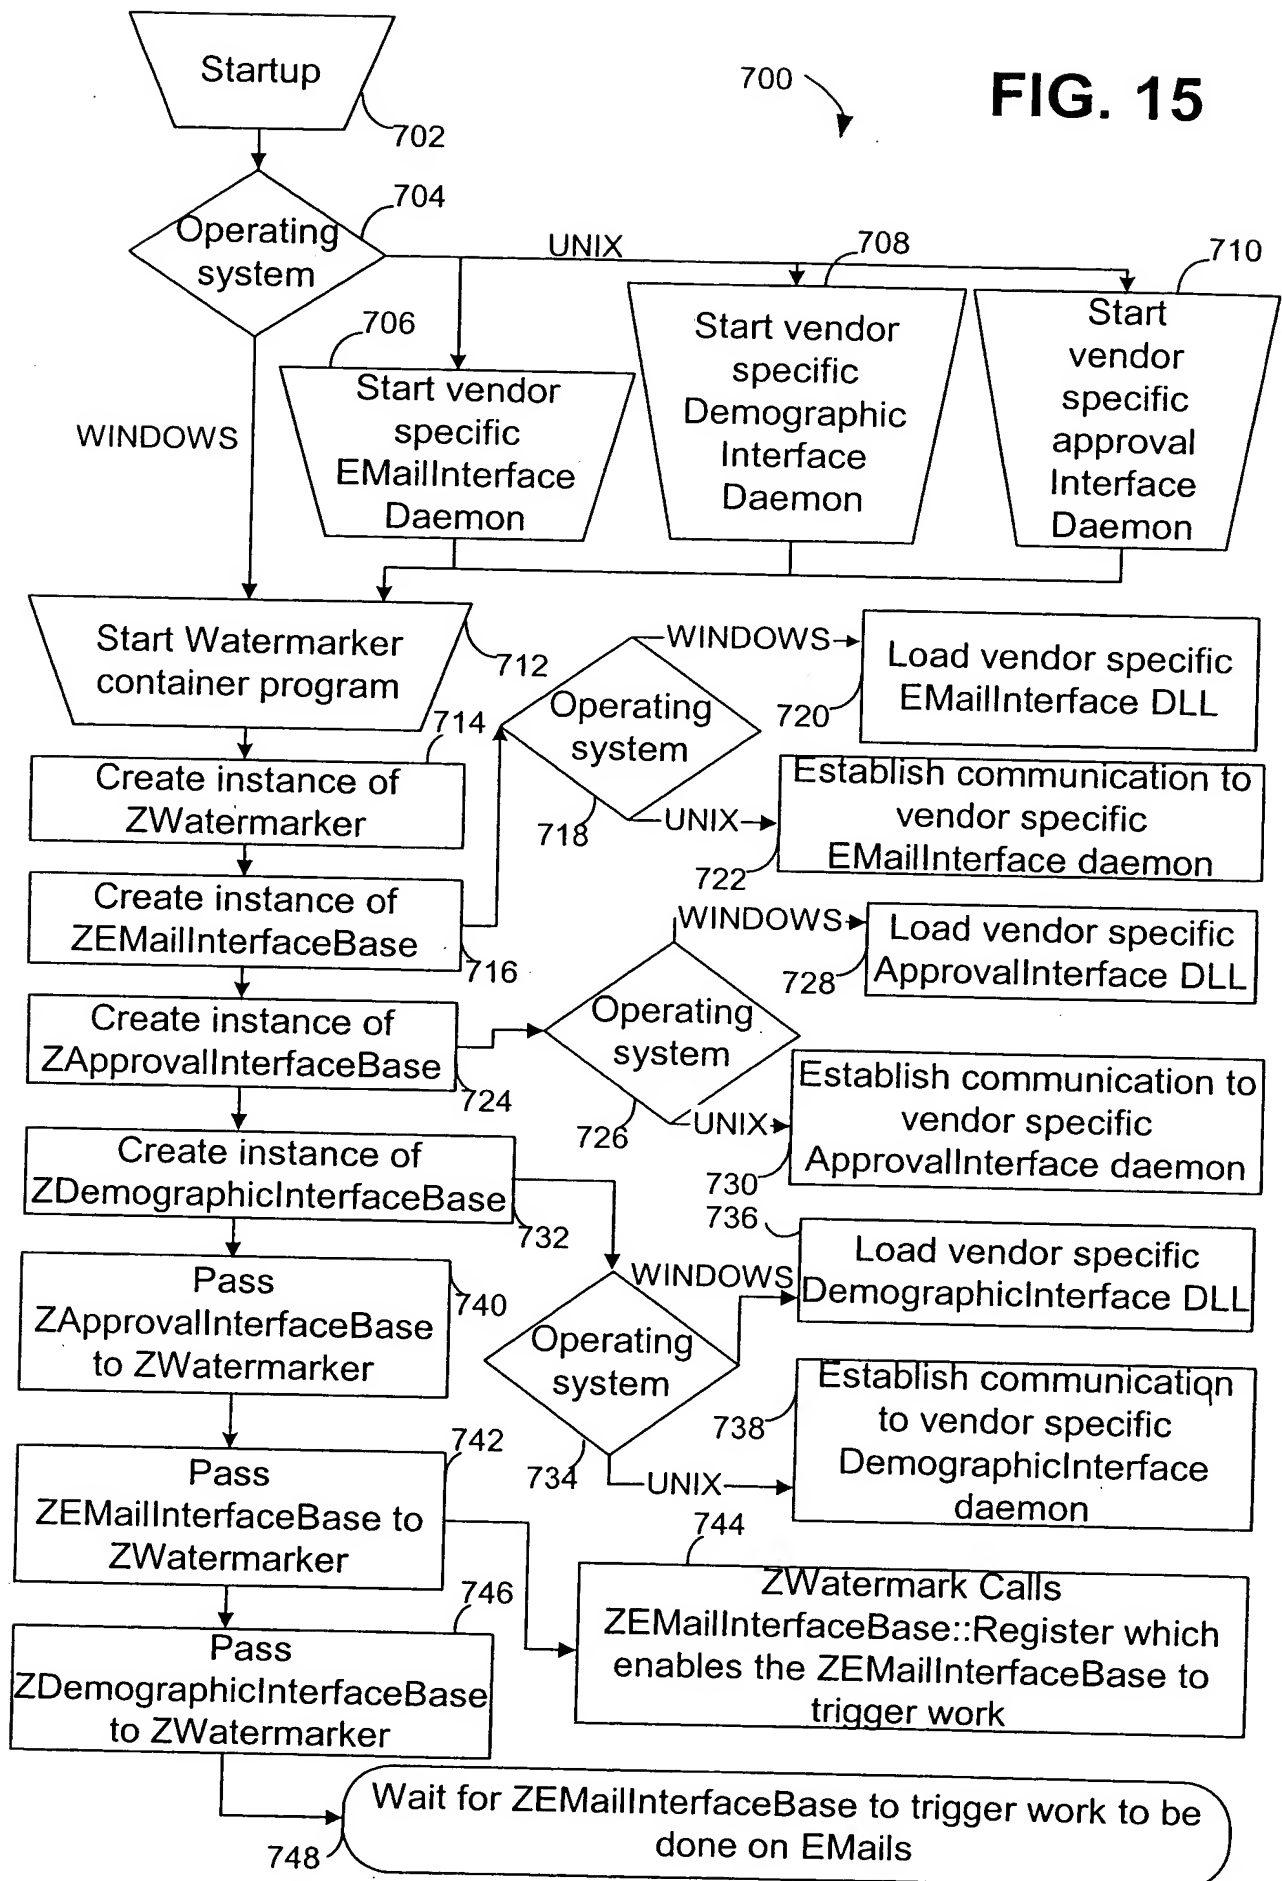 FIG. 15
700
Startup
702
704
Operating
system
UNIX
WINDOWS
706
Start vendor
specific
EMailInterface
Daemon
708
Start vendor
specific
Demographic
Interface
Daemon
710
Start
vendor
specific
approval
Interface
Daemon
Start Watermarker
container program
712
714
Create instance of
ZWatermarker
Create instance of
ZEMailInterfaceBase
716
Operating
system
718
WINDOWS
720
Load vendor specific
EMailInterface DLL
UNIX
722
Establish communication to
vendor specific
EMailInterface daemon
Create instance of
ZApprovalInterfaceBase
724
Operating
system
726
WINDOWS
728
Load vendor specific
ApprovalInterface DLL
UNIX
730
Establish communication to
vendor specific
ApprovalInterface daemon
Create instance of
ZDemographicInterfaceBase
732
Operating
system
734
WINDOWS
736
Load vendor specific
DemographicInterface DLL
UNIX
738
Establish communication
to vendor specific
DemographicInterface
daemon
Pass
ZApprovalInterfaceBase
to ZWatermarker
740
742
Pass
ZEMailInterfaceBase to
ZWatermarker
744
ZWatermark Calls
ZEMailInterfaceBase::Register which
enables the ZEMailInterfaceBase to
trigger work
746
Pass
ZDemographicInterfaceBase
to ZWatermarker
Wait for ZEMailInterfaceBase to trigger work to be
done on EMails
748